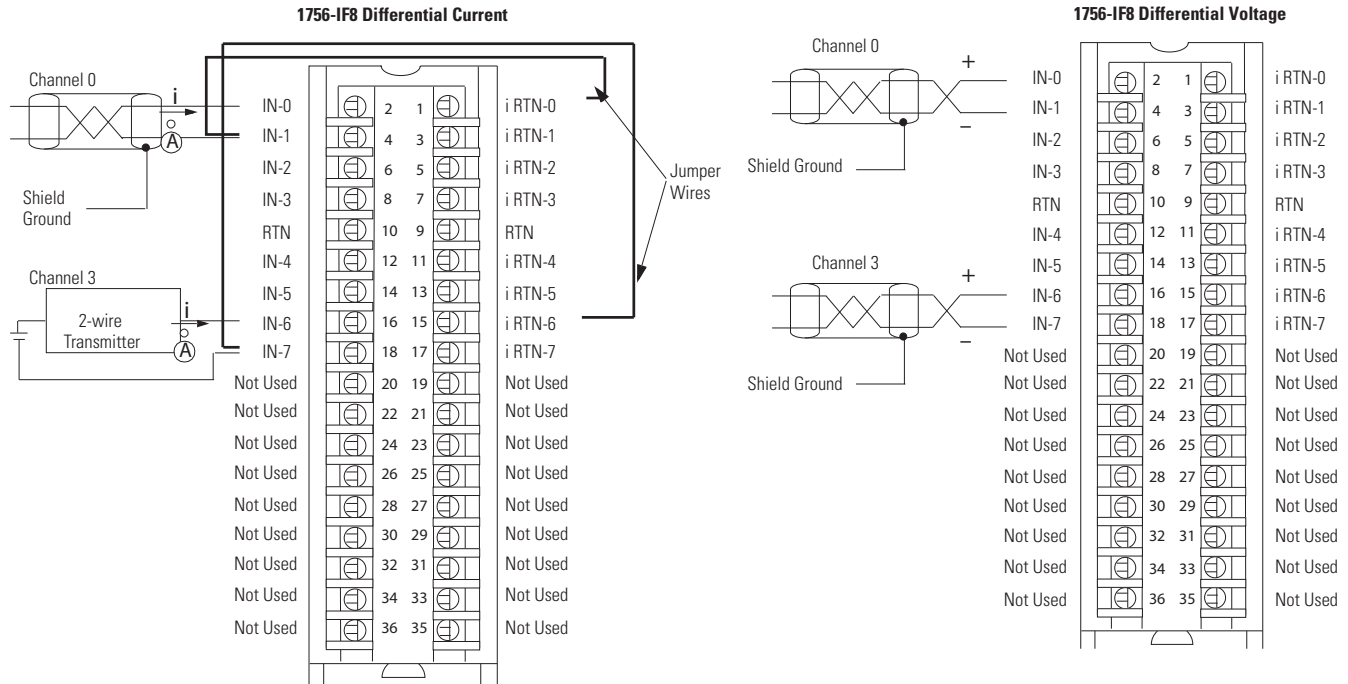 1756-IF8 Differential Current
Channel 0
i
A
Shield
Ground
Channel 3
2-wire
Transmitter
i
A
Jumper
Wires
IN-0 2 1 i RTN-0
IN-1 4 3 i RTN-1
IN-2 6 5 i RTN-2
IN-3 8 7 i RTN-3
RTN 10 9 RTN
IN-4 12 11 i RTN-4
IN-5 14 13 i RTN-5
IN-6 16 15 i RTN-6
IN-7 18 17 i RTN-7
Not Used 20 19 Not Used
Not Used 22 21 Not Used
Not Used 24 23 Not Used
Not Used 26 25 Not Used
Not Used 28 27 Not Used
Not Used 30 29 Not Used
Not Used 32 31 Not Used
Not Used 34 33 Not Used
Not Used 36 35 Not Used
1756-IF8 Differential Voltage
Channel 0
+
–
Shield Ground
Channel 3
+
–
Shield Ground
IN-0 2 1 i RTN-0
IN-1 4 3 i RTN-1
IN-2 6 5 i RTN-2
IN-3 8 7 i RTN-3
RTN 10 9 RTN
IN-4 12 11 i RTN-4
IN-5 14 13 i RTN-5
IN-6 16 15 i RTN-6
IN-7 18 17 i RTN-7
Not Used 20 19 Not Used
Not Used 22 21 Not Used
Not Used 24 23 Not Used
Not Used 26 25 Not Used
Not Used 28 27 Not Used
Not Used 30 29 Not Used
Not Used 32 31 Not Used
Not Used 34 33 Not Used
Not Used 36 35 Not Used